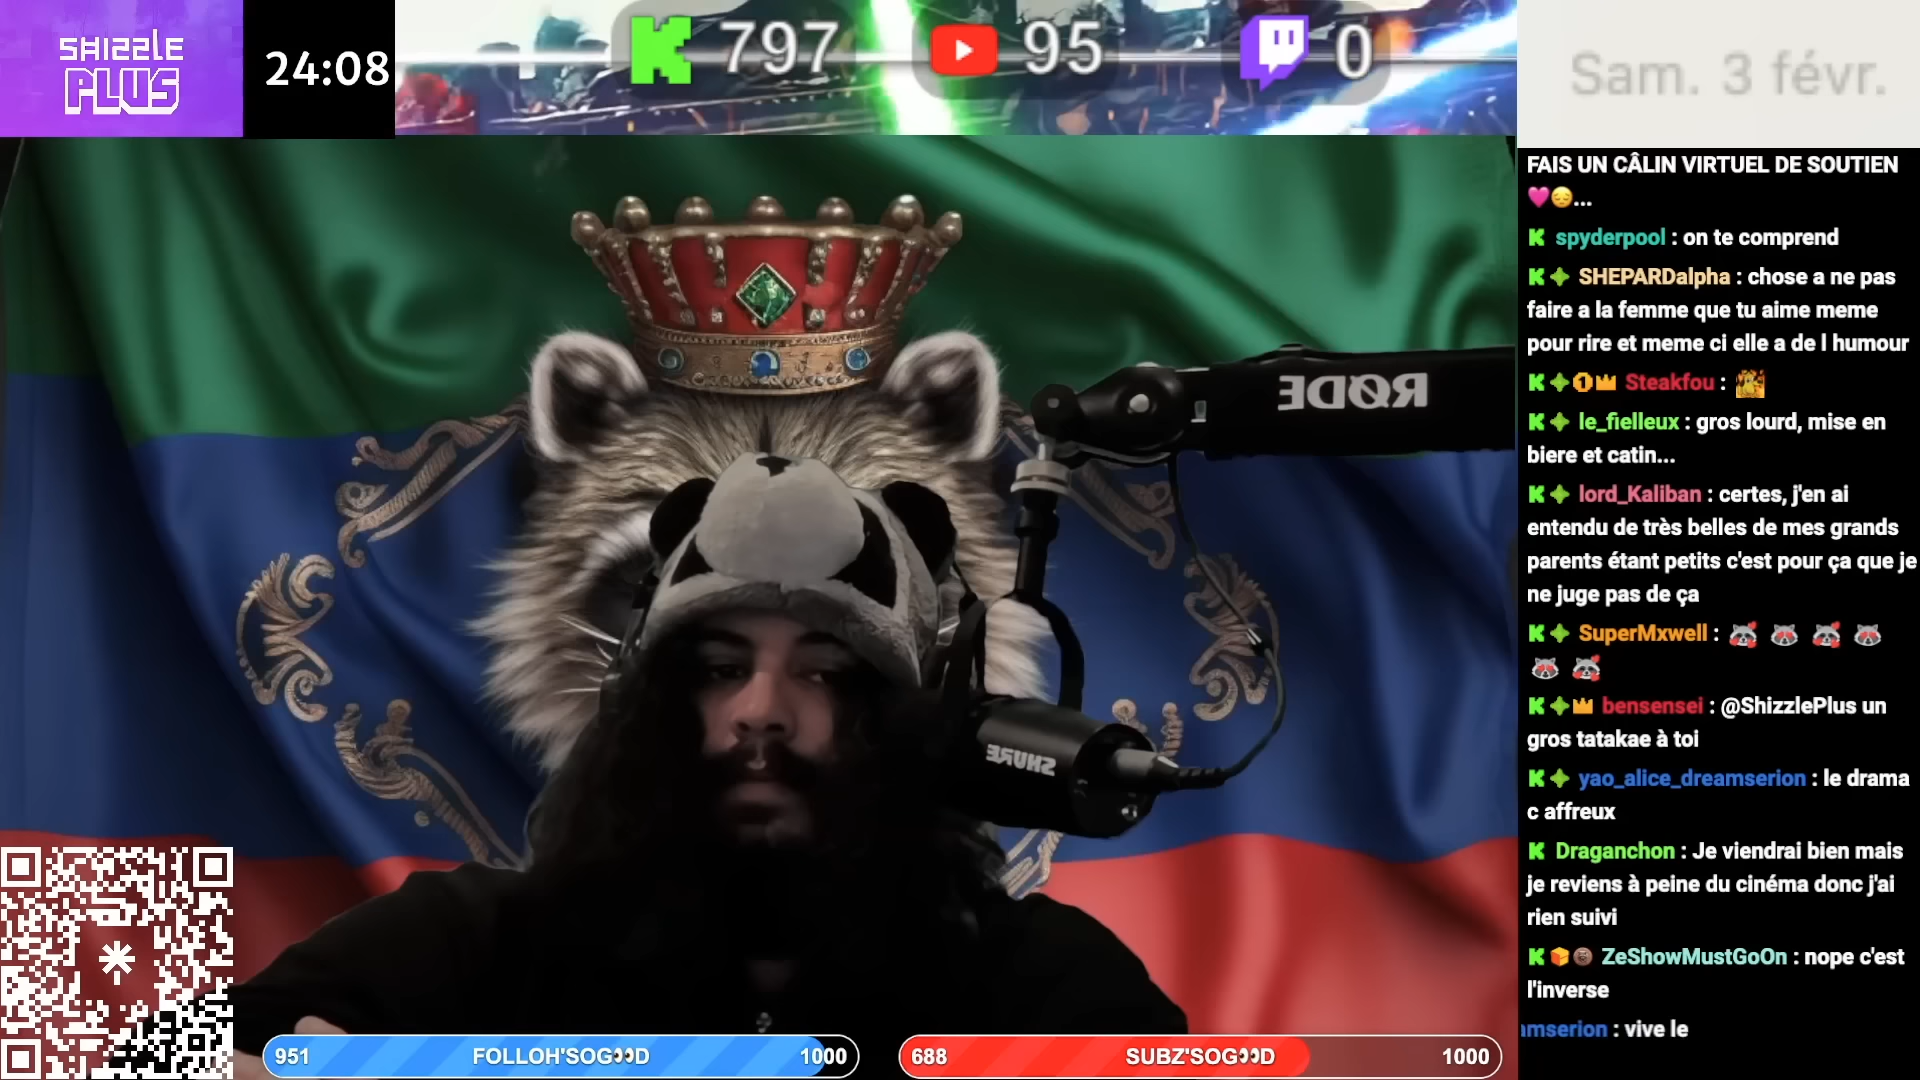 SHIZZLE
PLUS
24:08
797
95
0
Sam. 3 févr.
FAIS UN CÂLIN VIRTUEL DE SOUTIEN
🩷😔...
spyderpool : on te comprend
SHEPARDalpha : chose a ne pas
faire a la femme que tu aime meme
pour rire et meme ci elle a de l humour
Steakfou :
le_fielleux : gros lourd, mise en
biere et catin...
lord_Kaliban : certes, j'en ai
entendu de très belles de mes grands
parents étant petits c'est pour ça que je
ne juge pas de ça
SuperMxwell :
bensensei : @ShizzlePlus un
gros tatakae à toi
yao_alice_dreamserion : le drama
c affreux
Draganchon : Je viendrai bien mais
je reviens à peine du cinéma donc j'ai
rien suivi
ZeShowMustGoOn : nope c'est
l'inverse
amserion : vive le
RØDE
SHURE
951 FOLLOH'SOG👀D 1000
688 SUBZ'SOG👀D 1000